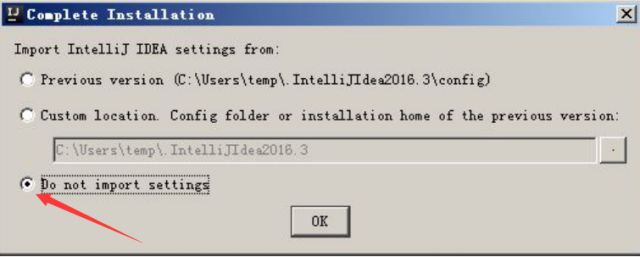 IJ Complete Installation
Import IntelliJ IDEA settings from:
Previous version (C:\Users\temp\.IntelliJIdea2016.3\config)
Custom location. Config folder or installation home of the previous version:
C:\Users\temp\.IntelliJIdea2016.3
.
Do not import settings
OK